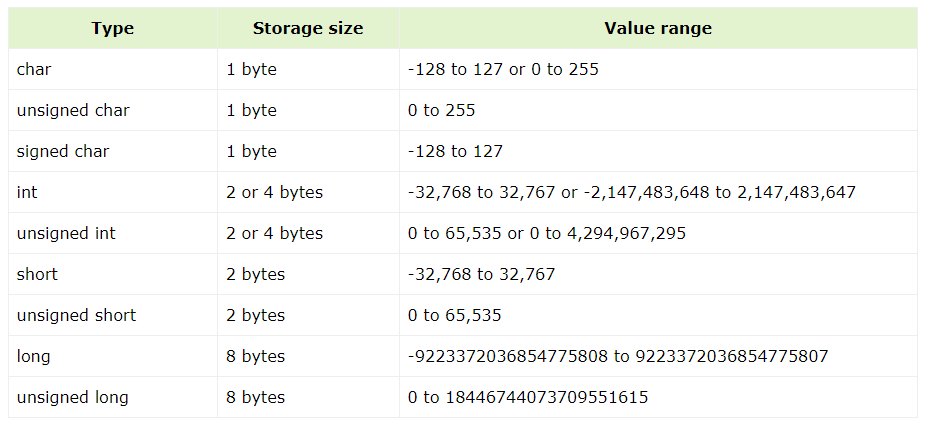 Type Storage size Value range
char 1 byte -128 to 127 or 0 to 255
unsigned char 1 byte 0 to 255
signed char 1 byte -128 to 127
int 2 or 4 bytes -32,768 to 32,767 or -2,147,483,648 to 2,147,483,647
unsigned int 2 or 4 bytes 0 to 65,535 or 0 to 4,294,967,295
short 2 bytes -32,768 to 32,767
unsigned short 2 bytes 0 to 65,535
long 8 bytes -9223372036854775808 to 9223372036854775807
unsigned long 8 bytes 0 to 18446744073709551615